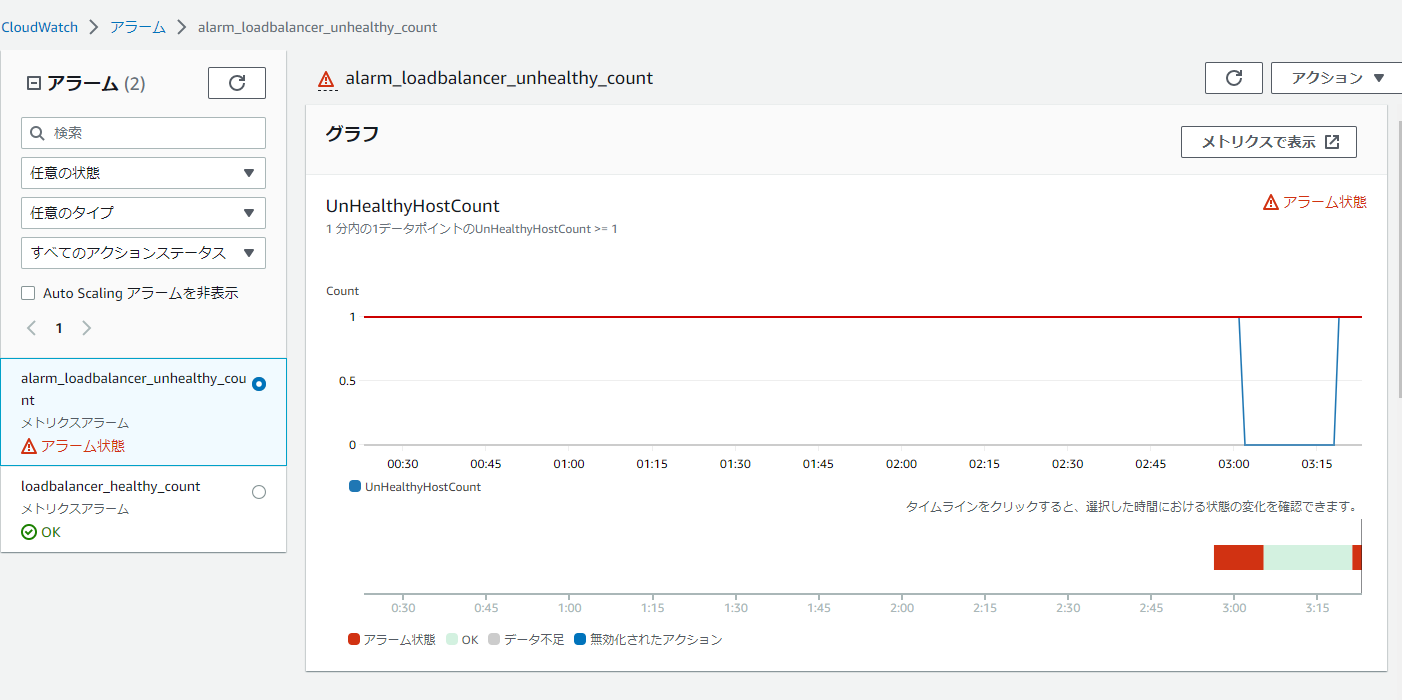 CloudWatch > アラーム > alarm_loadbalancer_unhealthy_count
アラーム (2)
検索
任意の状態
任意のタイプ
すべてのアクションステータス
Auto Scaling アラームを非表示
1
alarm_loadbalancer_unhealthy_cou
nt
メトリクスアラーム
アラーム状態
loadbalancer_healthy_count
メトリクスアラーム
OK
alarm_loadbalancer_unhealthy_count
アクション
グラフ
メトリクスで表示
UnHealthyHostCount
アラーム状態
1 分内の1データポイントのUnHealthyHostCount >= 1
Count
1
0.5
0
00:30 00:45 01:00 01:15 01:30 01:45 02:00 02:15 02:30 02:45 03:00 03:15
UnHealthyHostCount
タイムラインをクリックすると、選択した時間における状態の変化を確認できます。
0:30 0:45 1:00 1:15 1:30 1:45 2:00 2:15 2:30 2:45 3:00 3:15
アラーム状態 OK データ不足 無効化されたアクション